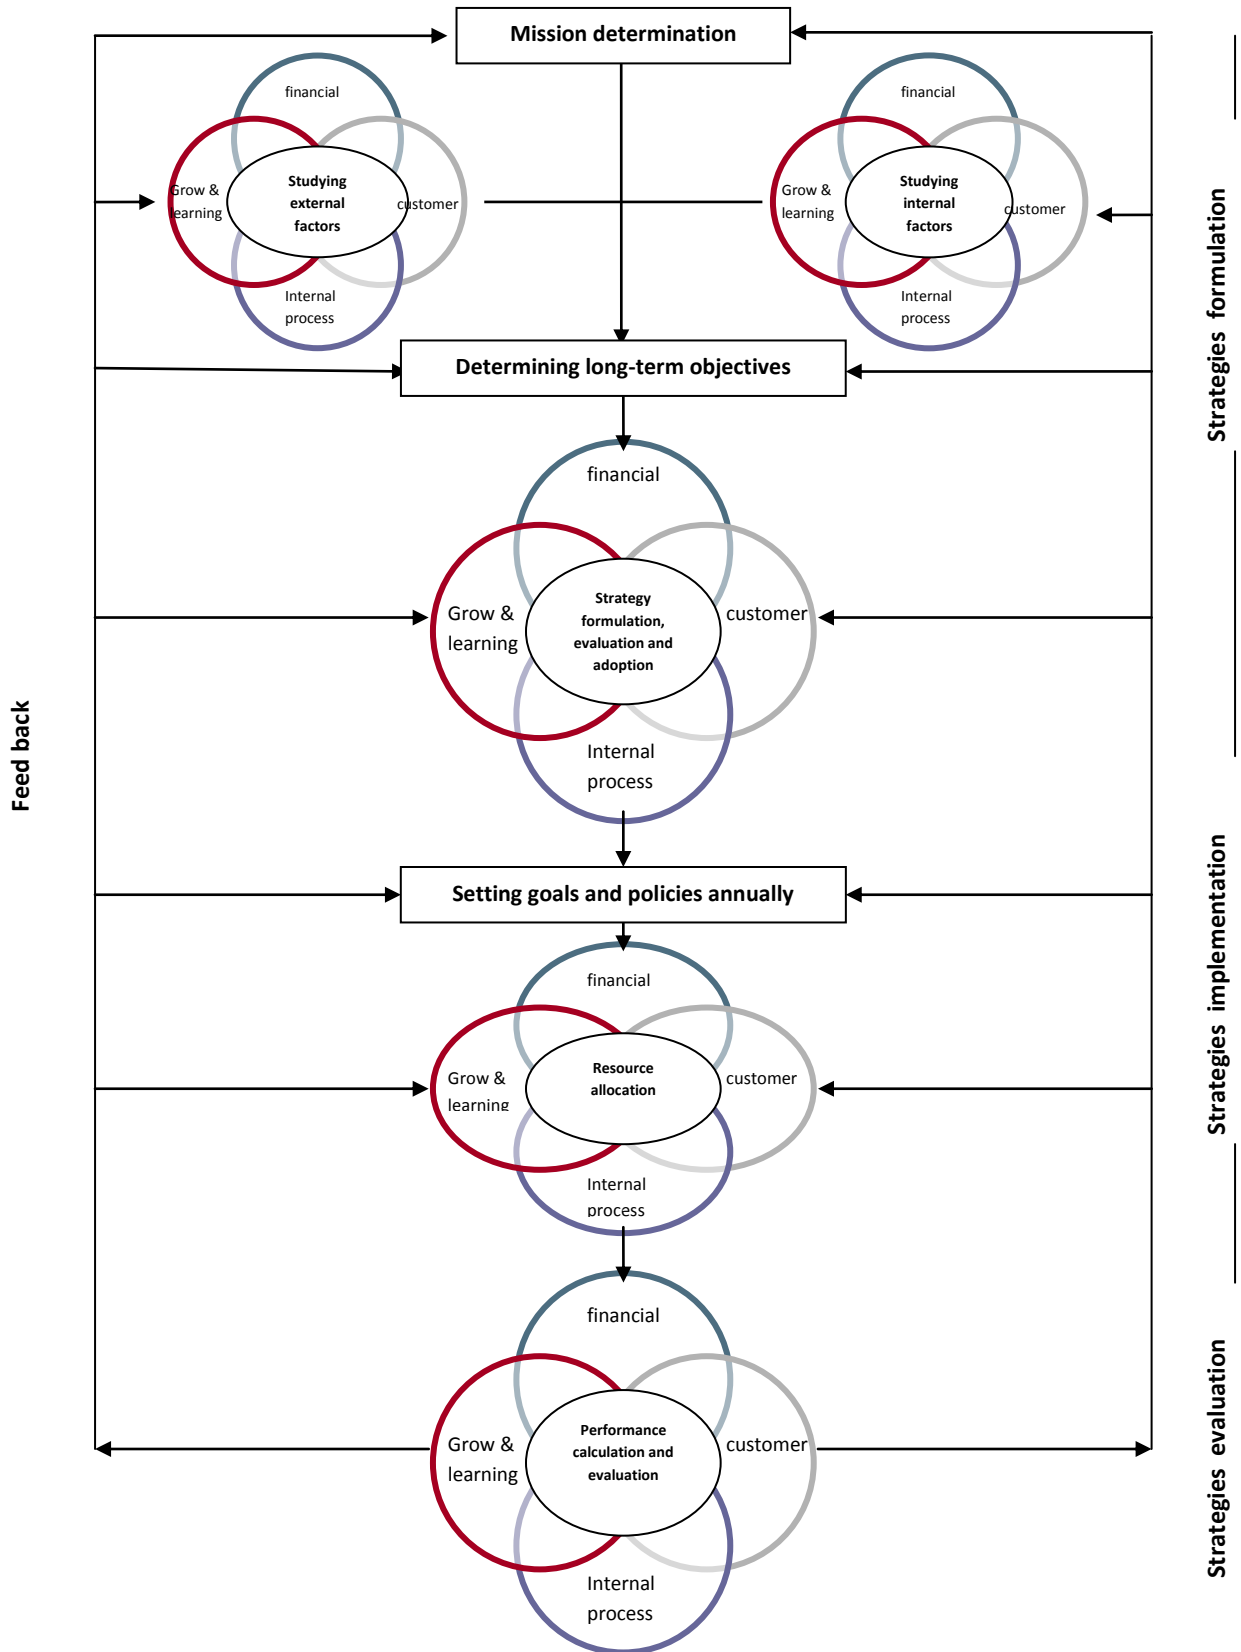 Mission determination
financial
Grow &
learning
Studying
external
factors
customer
Internal
process
financial
Grow &
learning
Studying
internal
factors
customer
Internal
process
Strategies formulation
Determining long-term objectives
financial
Grow &
learning
Strategy
formulation,
evaluation and
adoption
customer
Internal
process
Feed back
Setting goals and policies annually
financial
Grow &
learning
Resource
allocation
customer
Internal
process
Strategies implementation
financial
Grow &
learning
Performance
calculation and
evaluation
customer
Internal
process
Strategies evaluation